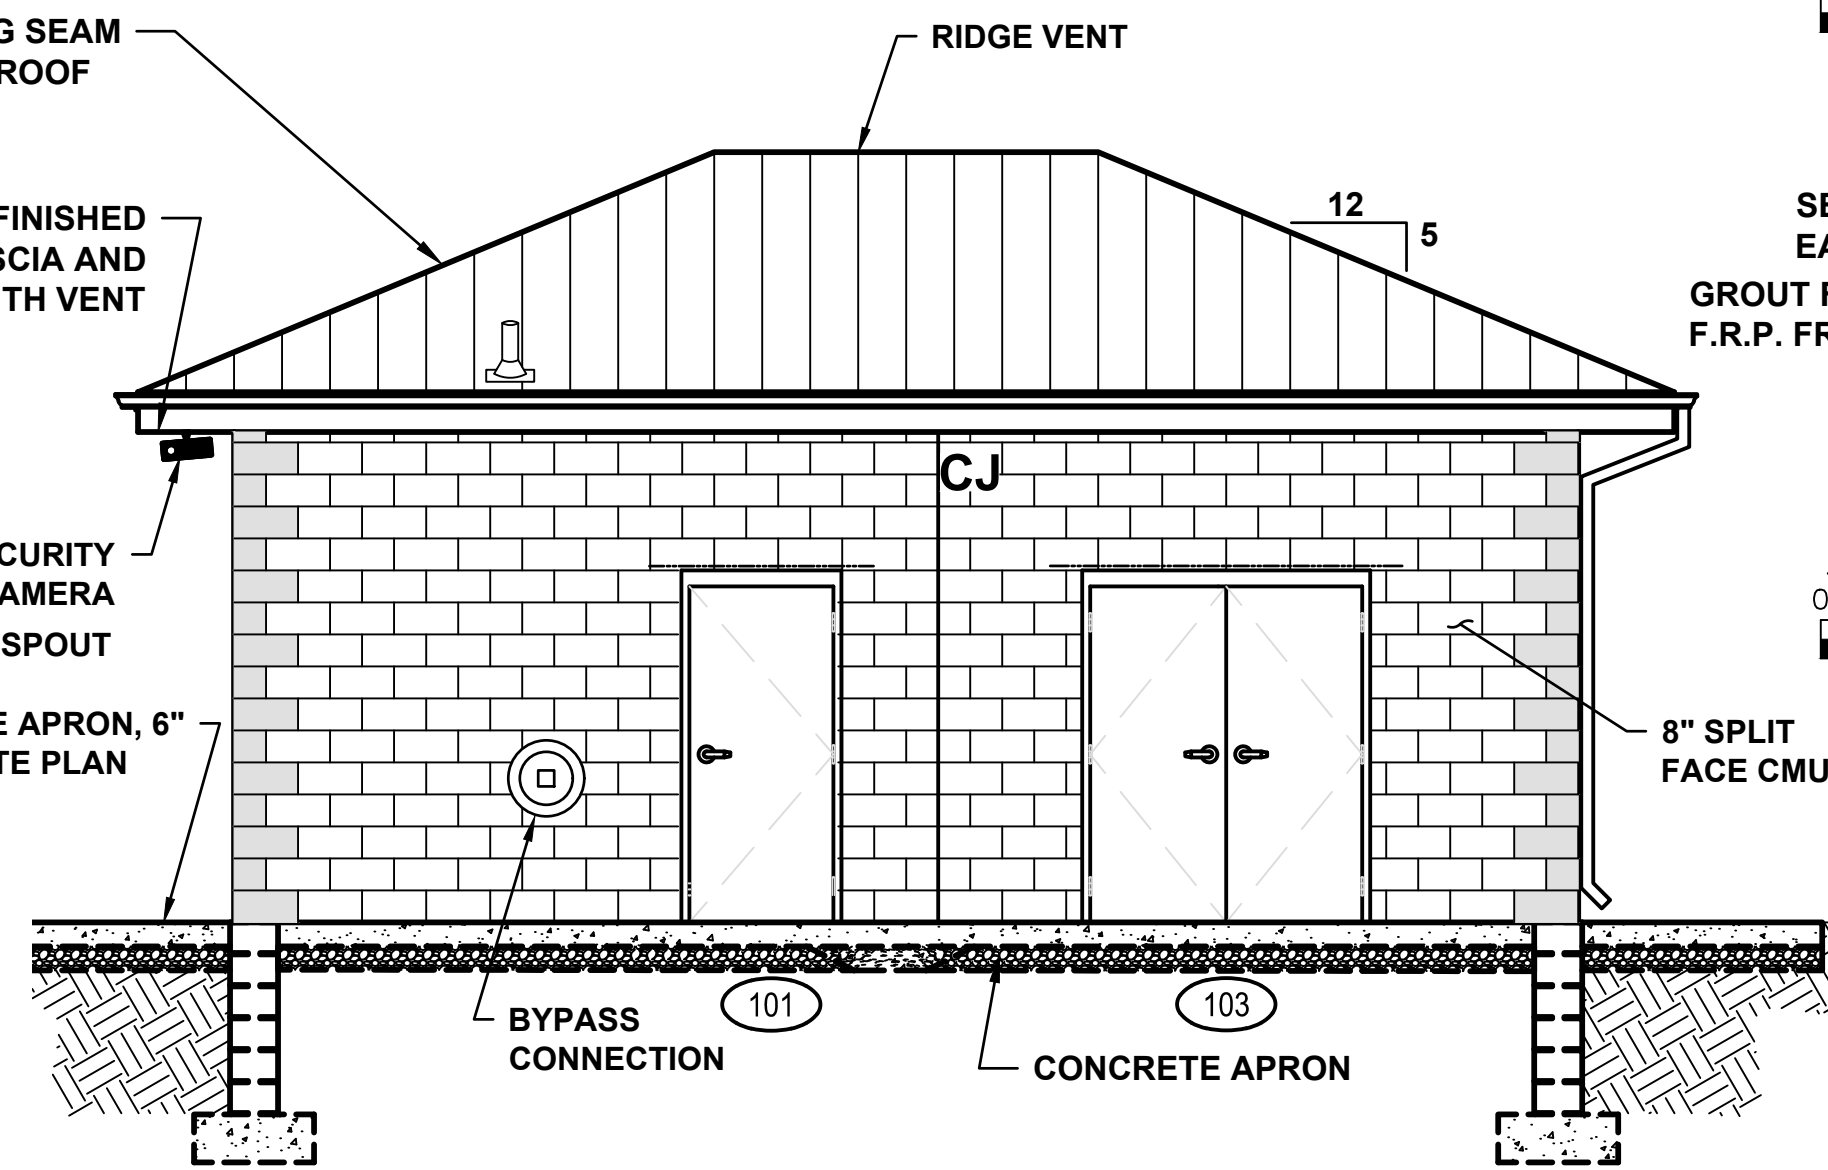 G SEAM
ROOF
RIDGE VENT
FINISHED
SCIA AND
TH VENT
12
5
SE
EA
GROUT F
F.R.P. FR
CJ
CURITY
AMERA
SPOUT
E APRON, 6"
TE PLAN
8" SPLIT
FACE CMU
101
103
BYPASS
CONNECTION
CONCRETE APRON